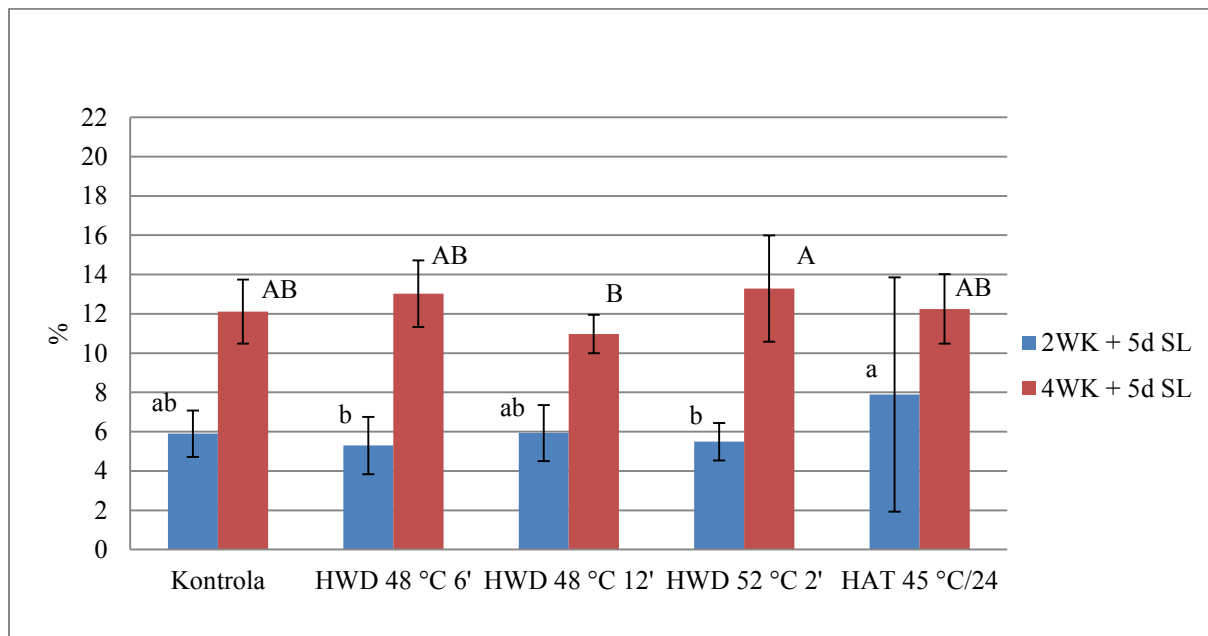 22
20
18
16
14
12
10
8
6
4
2
0
%
ab
AB
b
AB
ab
B
b
A
a
AB
Kontrola
HWD 48 °C 6'
HWD 48 °C 12'
HWD 52 °C 2'
HAT 45 °C/24
2WK + 5d SL
4WK + 5d SL